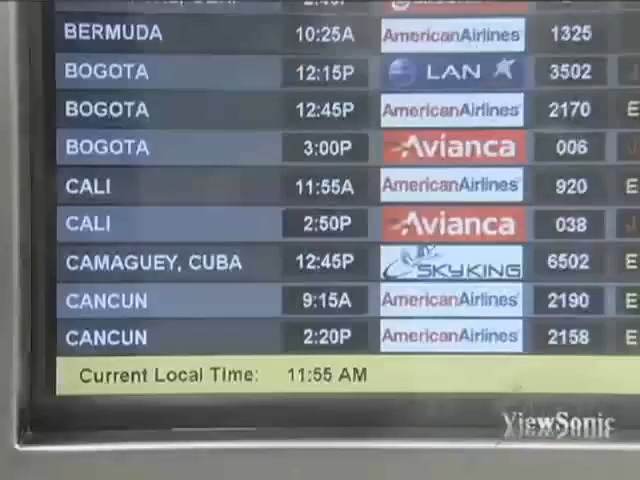 BERMUDA 10:25A AmericanAirlines 1325
BOGOTA 12:15P LAN 3502
BOGOTA 12:45P AmericanAirlines 2170 E
BOGOTA 3:00P Avianca 006 J
CALI 11:55A AmericanAirlines 920 E
CALI 2:50P Avianca 038 J
CAMAGUEY, CUBA 12:45P SKYKING 6502 E
CANCUN 9:15A AmericanAirlines 2190 E
CANCUN 2:20P AmericanAirlines 2158 E
Current Local Time: 11:55 AM
ViewSonic